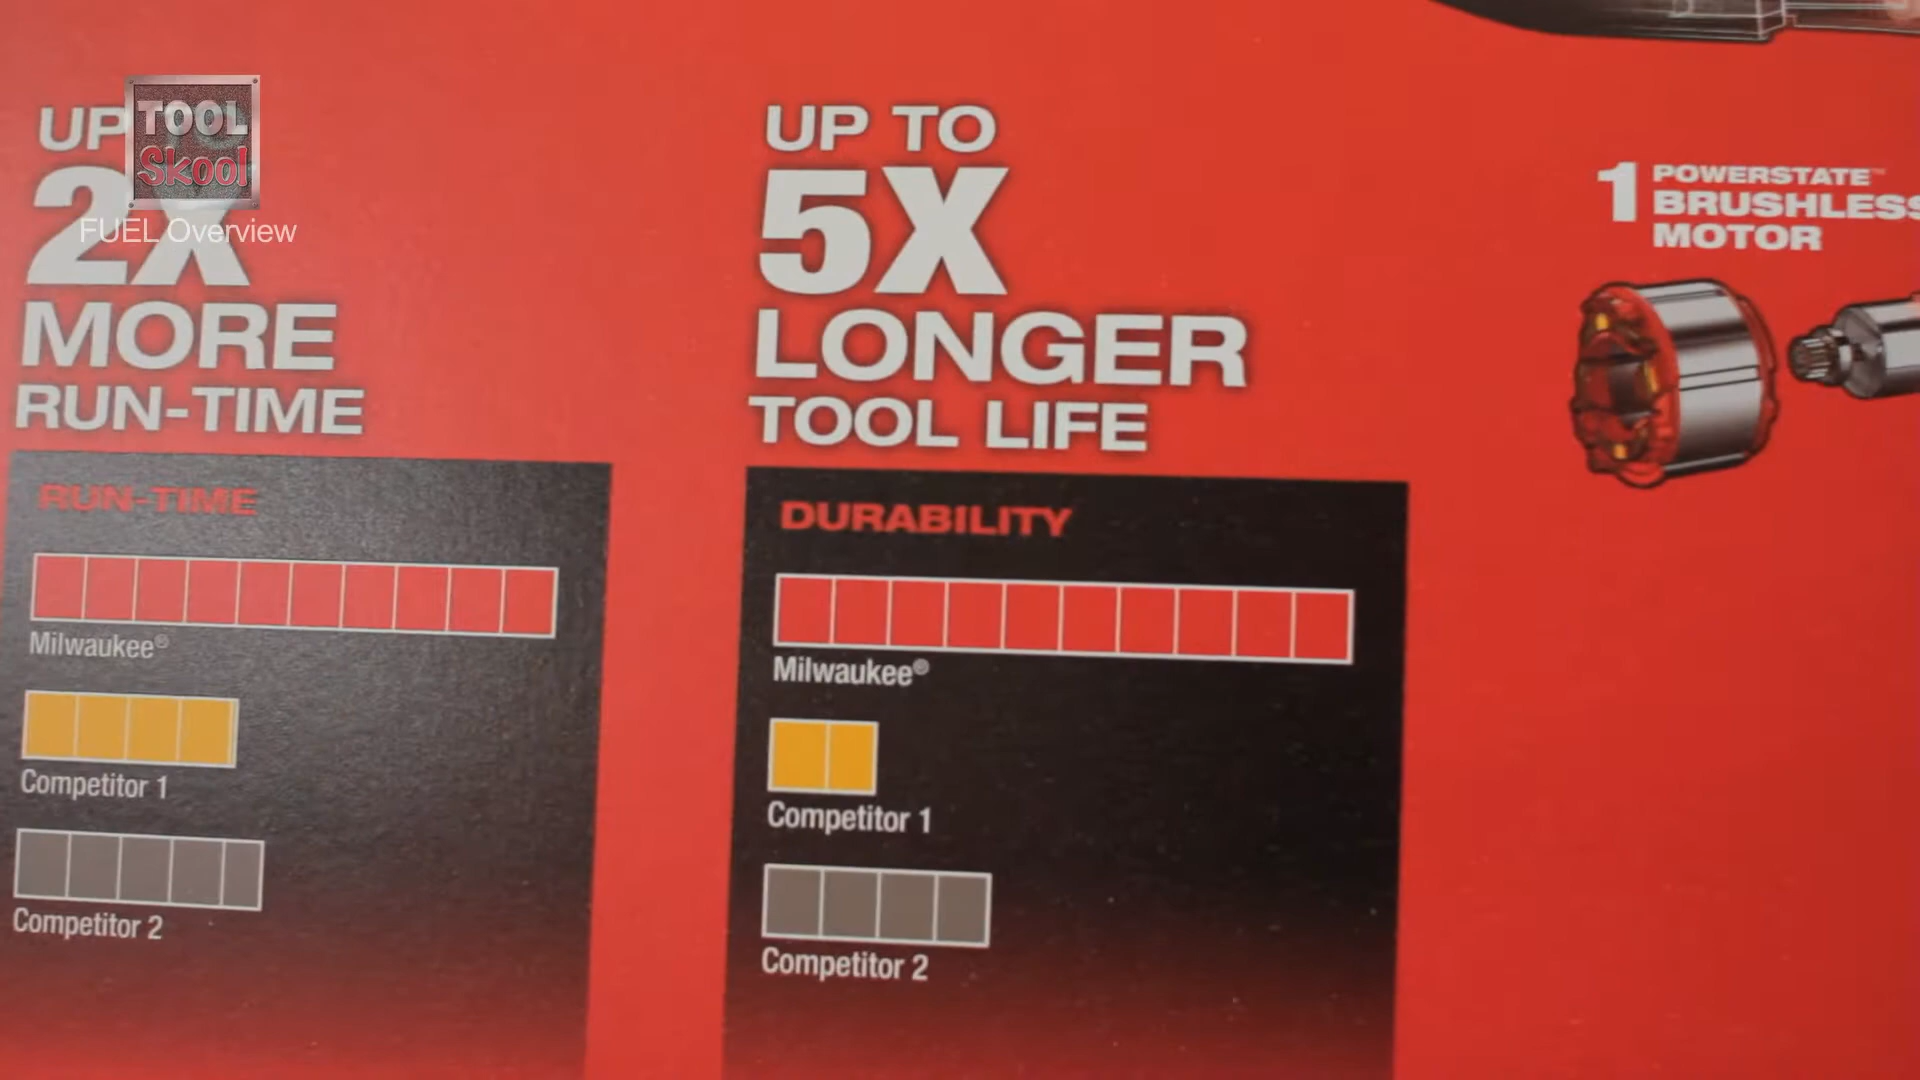 TOOL
Skool
FUEL Overview
UP
2X
MORE
RUN-TIME
RUN-TIME
Milwaukee®
Competitor 1
Competitor 2
UP TO
5X
LONGER
TOOL LIFE
DURABILITY
Milwaukee®
Competitor 1
Competitor 2
1 POWERSTATE™
BRUSHLESS
MOTOR